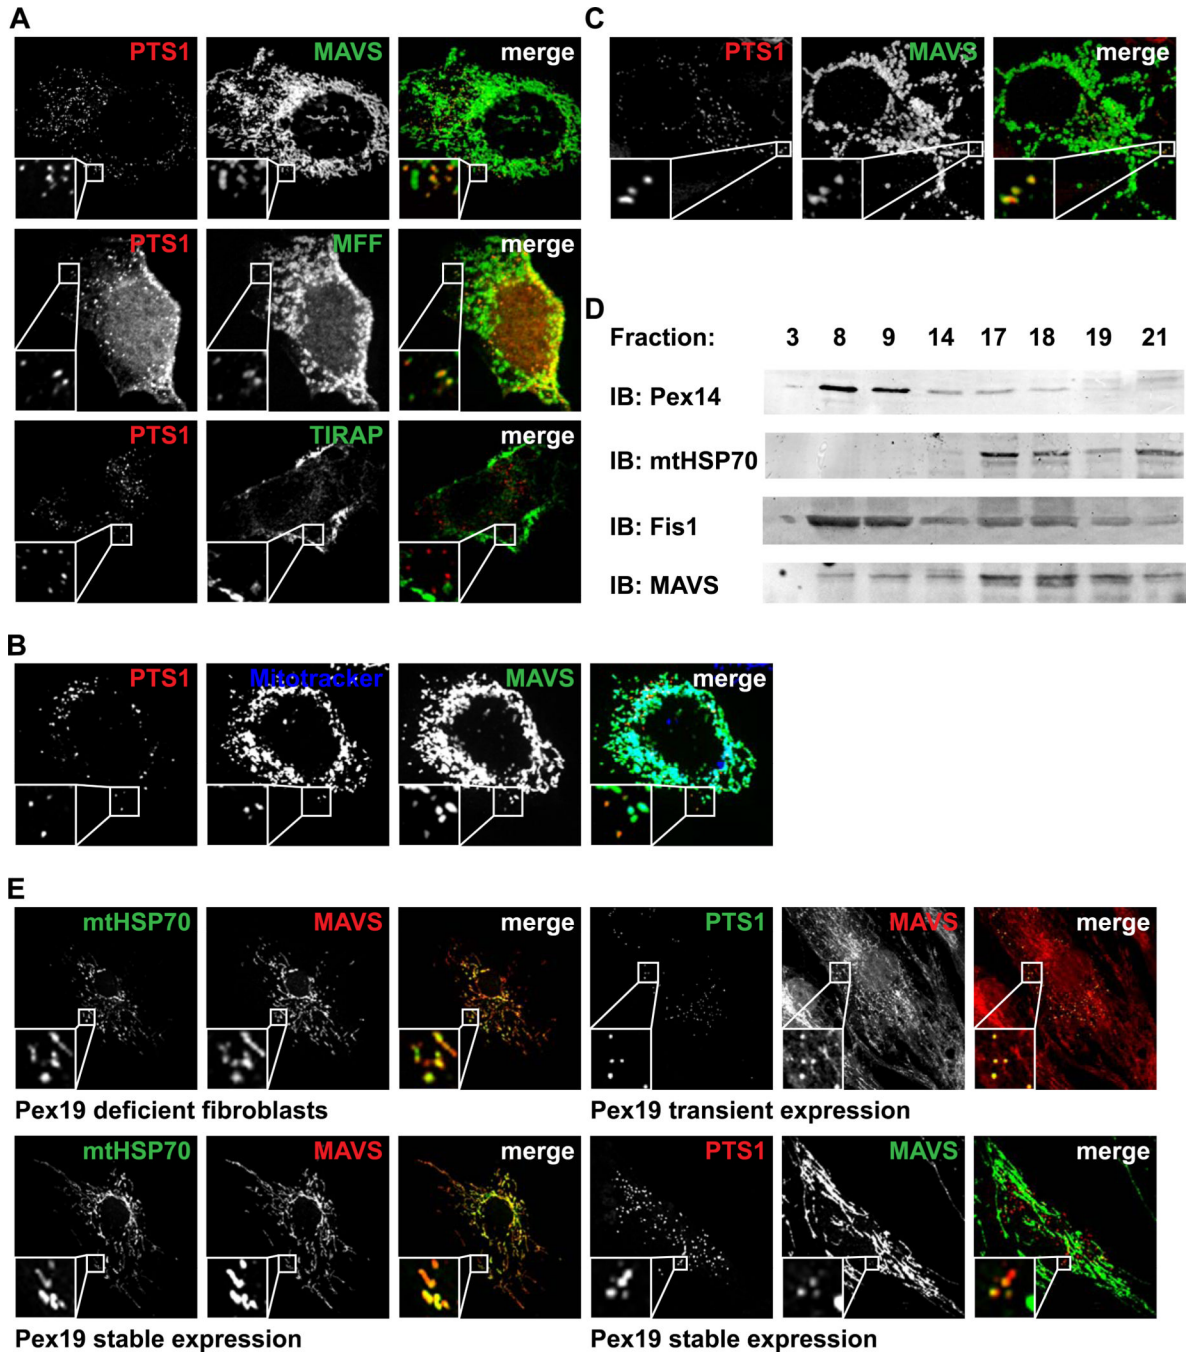 A
PTS1 MAVS merge
PTS1 MFF merge
PTS1 TIRAP merge
C
PTS1 MAVS merge
D
Fraction: 3 8 9 14 17 18 19 21
IB: Pex14
IB: mtHSP70
IB: Fis1
IB: MAVS
B
PTS1 Mitotracker MAVS merge
E
mtHSP70 MAVS merge PTS1 MAVS merge
Pex19 deficient fibroblasts Pex19 transient expression
mtHSP70 MAVS merge PTS1 MAVS merge
Pex19 stable expression Pex19 stable expression